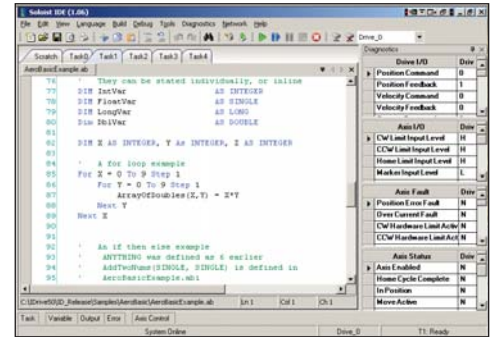 Soloist IDE (1.06)
File Edit View Language Build Debug Tools Diagnostics Network Help
Drive_0
Scratch Task0 Task1 Task2 Task3 Task4
AeroBasicExample.ab
76 ' They can be stated individually, or inline
77 DIM IntVar AS INTEGER
78 DIM FloatVar AS SINGLE
79 DIM LongVar AS LONG
80 Dim DblVar AS DOUBLE
81
82 DIM X AS INTEGER, Y AS INTEGER, Z AS INTEGER
83
84 ' A for loop example
85 For X = 0 To 9 Step 1
86 For Y = 0 To 9 Step 1
87 ArrayOfDoubles(X,Y) = X*Y
88 Next Y
89 Next X
90
91
92 ' An if then else example
93 ' ANYTHING was defined as 6 earlier
94 ' AddTwoNums(SINGLE, SINGLE) is defined in
95 ' AeroBasicExample.abi
Diagnostics
Drive I/O Driv
Position Command 0
Position Feedback 1
Velocity Command 0
Velocity Feedback 0
Axis I/O Driv
CW Limit Input Level H
CCW Limit Input Level H
Home Limit Input Level H
Marker Input Level L
Axis Fault Driv
Position Error Fault N
Over Current Fault N
CW Hardware Limit Activ N
CCW Hardware Limit Act N
Axis Status Driv
Axis Enabled N
Home Cycle Complete N
In Position N
Move Active N
Ln 1 Col 1 Ch 1
Task Variable Output Error Axis Control
System Online Drive_0 T1: Ready